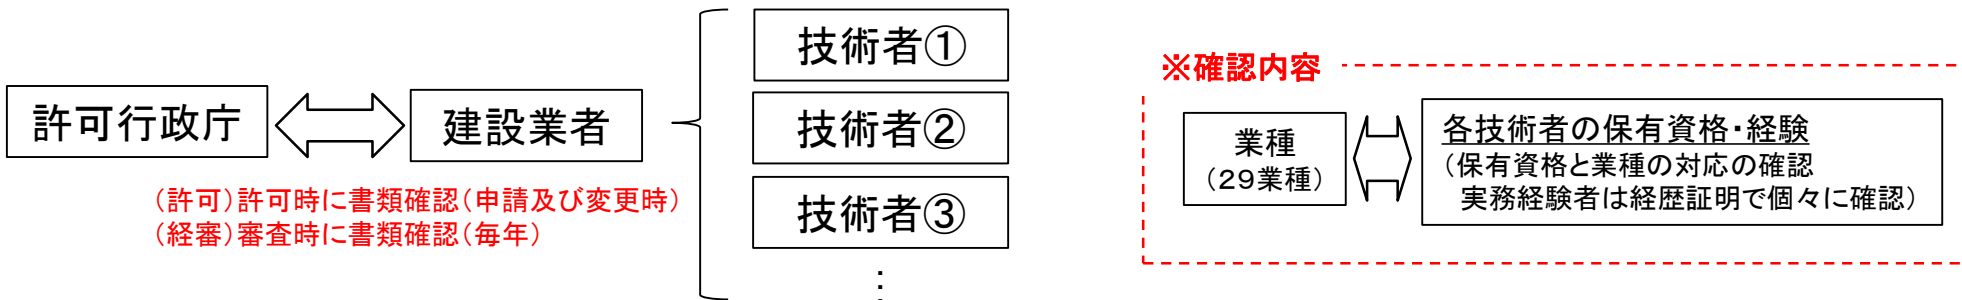 許可行政庁
建設業者
(許可)許可時に書類確認(申請及び変更時)
(経審)審査時に書類確認(毎年)
技術者①
技術者②
技術者③
：
※確認内容
業種
(29業種)
各技術者の保有資格・経験
(保有資格と業種の対応の確認
実務経験者は経歴証明で個々に確認)